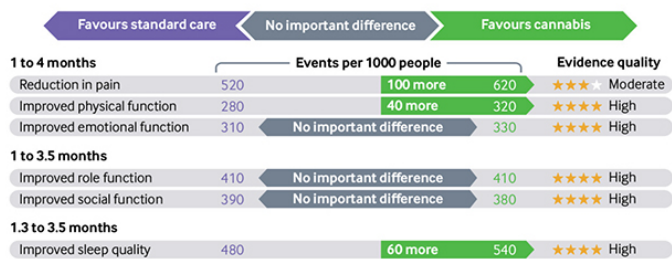 Favours standard care No important difference Favours cannabis
1 to 4 months Events per 1000 people Evidence quality
Reduction in pain 520 100 more 620 Moderate
Improved physical function 280 40 more 320 High
Improved emotional function 310 No important difference 330 High
1 to 3.5 months
Improved role function 410 No important difference 410 High
Improved social function 390 No important difference 380 High
1.3 to 3.5 months
Improved sleep quality 480 60 more 540 High